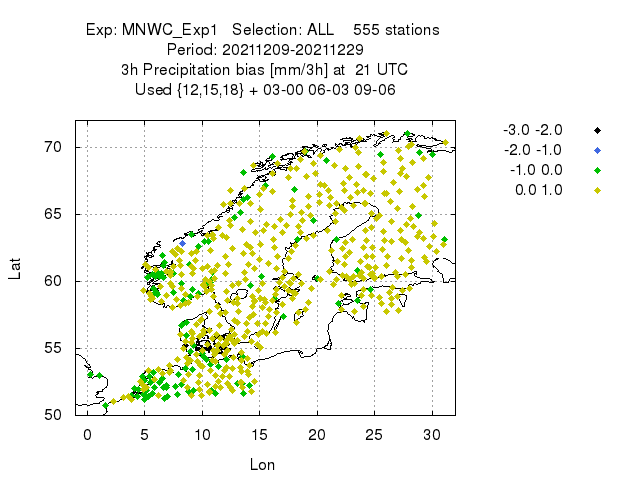 Exp: MNWC_Exp1 Selection: ALL 555 stations
Period: 20211209-20211229
3h Precipitation bias [mm/3h] at 21 UTC
Used {12,15,18} + 03-00 06-03 09-06
-3.0 -2.0
-2.0 -1.0
-1.0 0.0
0.0 1.0
70
65
60
55
50
Lat
0 5 10 15 20 25 30
Lon